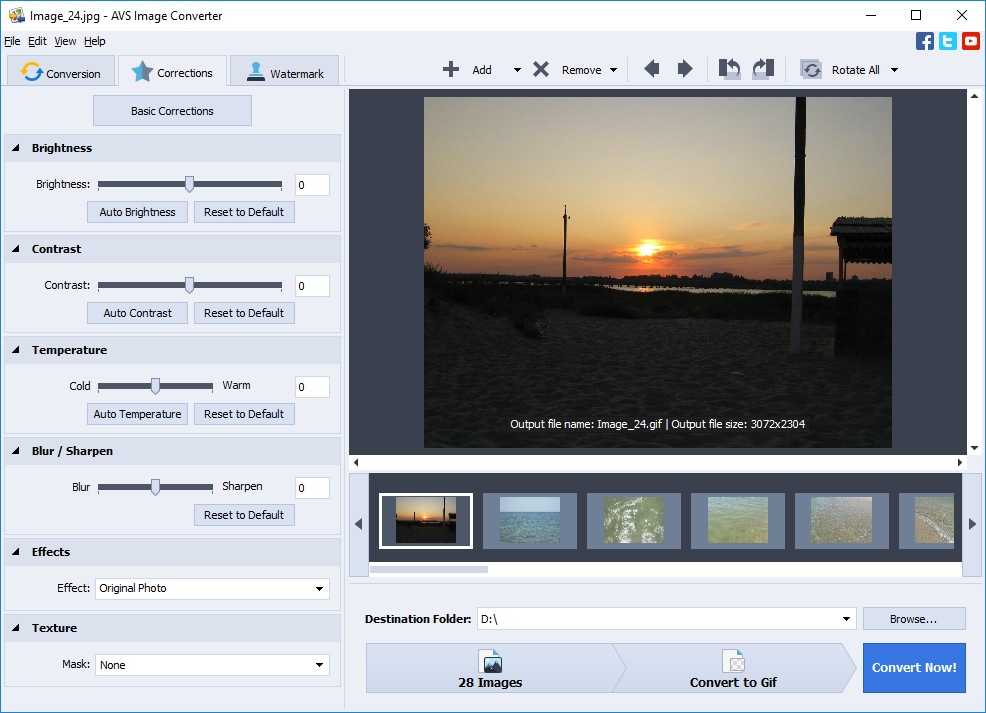 Image_24.jpg - AVS Image Converter
File Edit View Help
Conversion Corrections Watermark
Add Remove Rotate All
Basic Corrections
Brightness
Brightness: 0
Auto Brightness Reset to Default
Contrast
Contrast: 0
Auto Contrast Reset to Default
Temperature
Cold Warm 0
Auto Temperature Reset to Default
Blur / Sharpen
Blur Sharpen 0
Reset to Default
Effects
Effect: Original Photo
Texture
Mask: None
Output file name: Image_24.gif | Output file size: 3072x2304
Destination Folder: D:\ Browse...
28 Images Convert to Gif Convert Now!